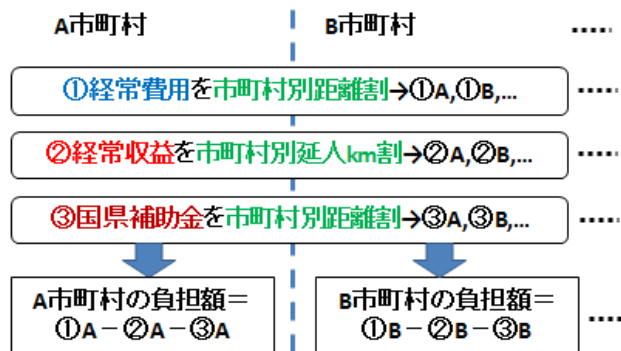 A市町村
B市町村
‥‥‥
①経常費用を市町村別距離割→①A,①B,...
‥‥‥
②経常収益を市町村別延人km割→②A,②B,...
‥‥‥
③国県補助金を市町村別距離割→③A,③B,...
‥‥‥
A市町村の負担額＝
①A－②A－③A
B市町村の負担額＝
①B－②B－③B
‥‥‥